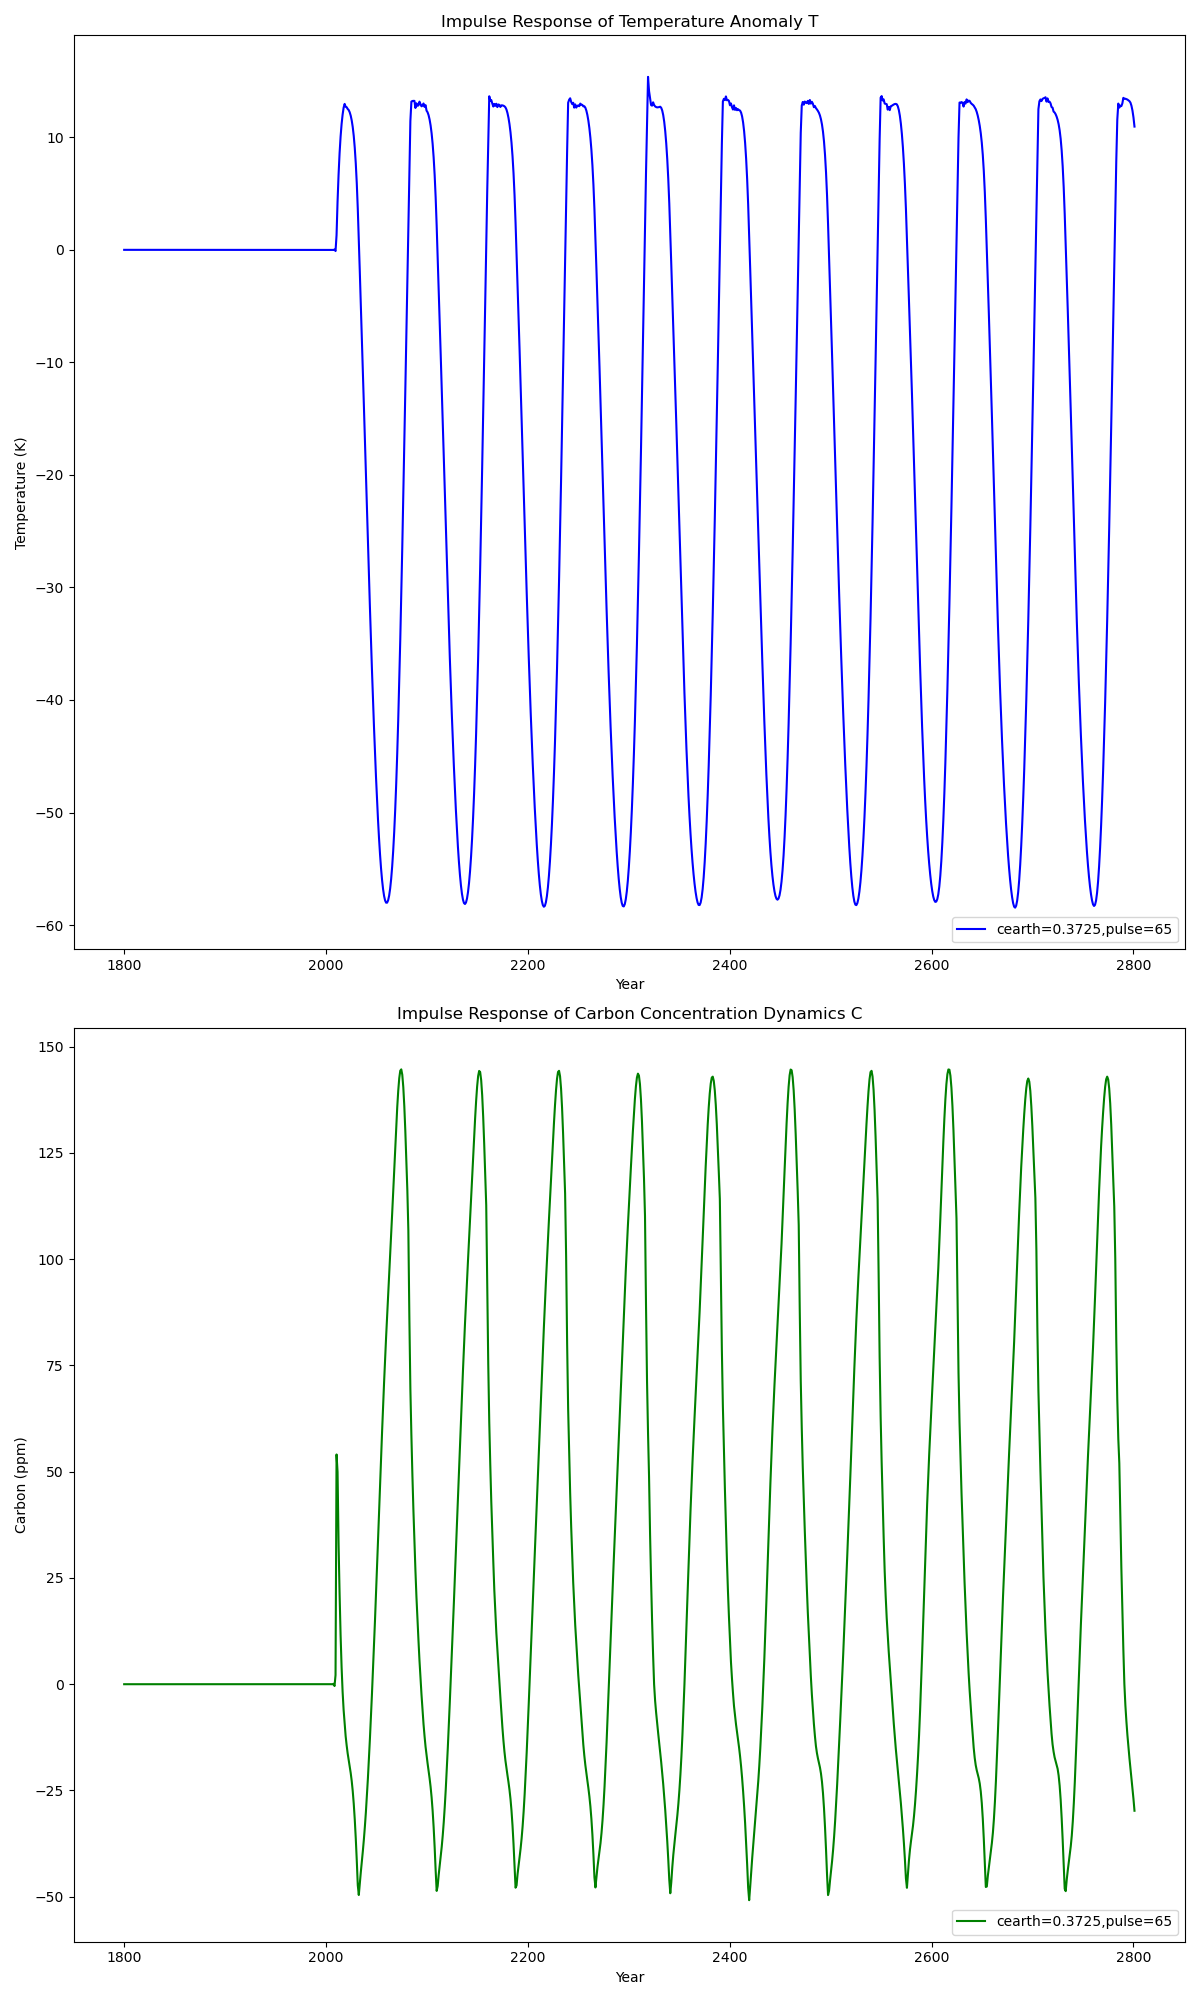 Impulse Response of Temperature Anomaly T
10
0
−10
−20
−30
−40
−50
−60
Temperature (K)
cearth=0.3725,pulse=65
1800 2000 2200 2400 2600 2800
Year
Impulse Response of Carbon Concentration Dynamics C
150
125
100
75
50
25
0
−25
−50
Carbon (ppm)
cearth=0.3725,pulse=65
1800 2000 2200 2400 2600 2800
Year